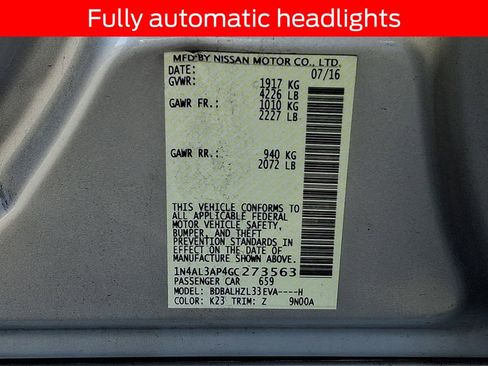 Fully automatic headlights
MFD BY NISSAN MOTOR CO., LTD.
DATE: 07/16
GVWR: 1917 KG
4226 LB
GAWR FR.: 1010 KG
2227 LB
GAWR RR.: 940 KG
2072 LB
THIS VEHICLE CONFORMS TO
ALL APPLICABLE FEDERAL
MOTOR VEHICLE SAFETY,
BUMPER, AND THEFT
PREVENTION STANDARDS IN
EFFECT ON THE DATE OF
MANUFACTURE SHOWN ABOVE.
1N4AL3AP4GC273563
PASSENGER CAR 659
MODEL: BDBALHZL33EVA----H
COLOR: K23 TRIM: Z 9N00A